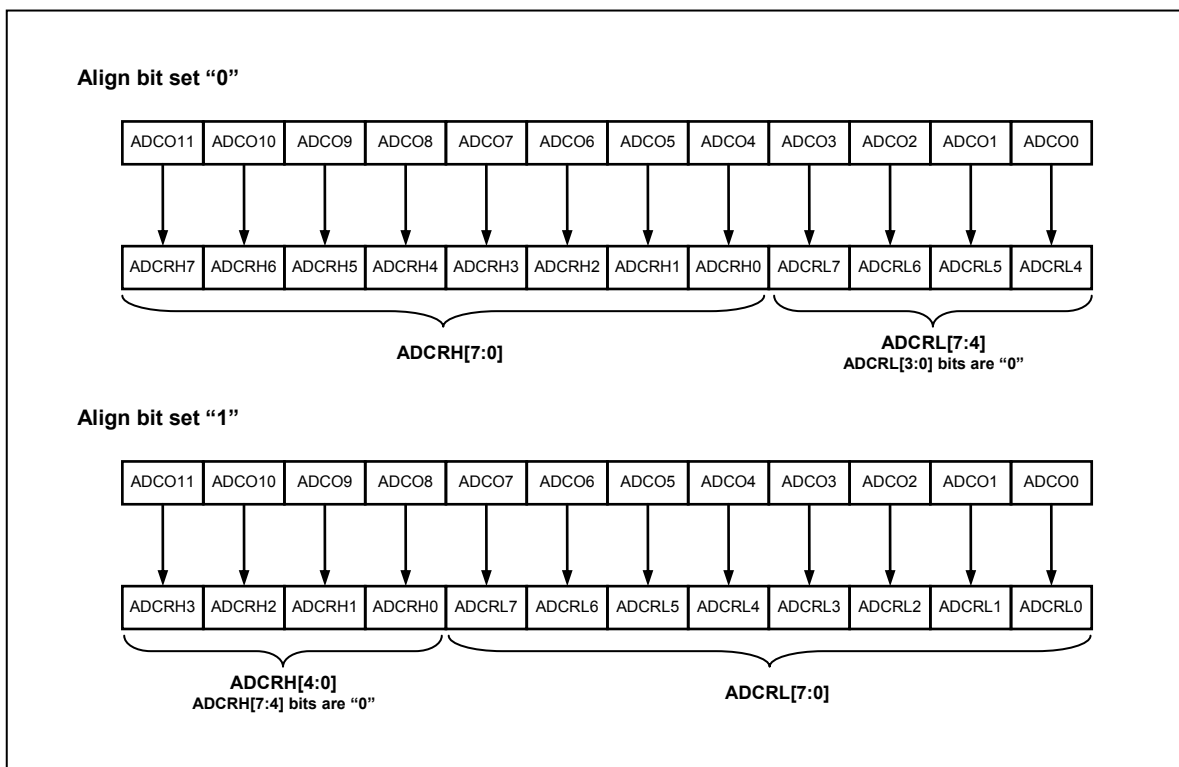 Align bit set “0”
ADCO11 ADCO10 ADCO9 ADCO8 ADCO7 ADCO6 ADCO5 ADCO4 ADCO3 ADCO2 ADCO1 ADCO0
ADCRH7 ADCRH6 ADCRH5 ADCRH4 ADCRH3 ADCRH2 ADCRH1 ADCRH0 ADCRL7 ADCRL6 ADCRL5 ADCRL4
ADCRH[7:0]
ADCRL[7:4]
ADCRL[3:0] bits are “0”
Align bit set “1”
ADCO11 ADCO10 ADCO9 ADCO8 ADCO7 ADCO6 ADCO5 ADCO4 ADCO3 ADCO2 ADCO1 ADCO0
ADCRH3 ADCRH2 ADCRH1 ADCRH0 ADCRL7 ADCRL6 ADCRL5 ADCRL4 ADCRL3 ADCRL2 ADCRL1 ADCRL0
ADCRH[4:0]
ADCRH[7:4] bits are “0”
ADCRL[7:0]